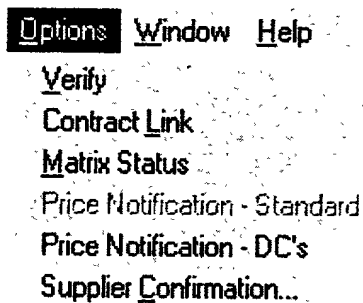 Options Window Help
Verify
Contract Link
Matrix Status
Price Notification - Standard
Price Notification - DC's
Supplier Confirmation...